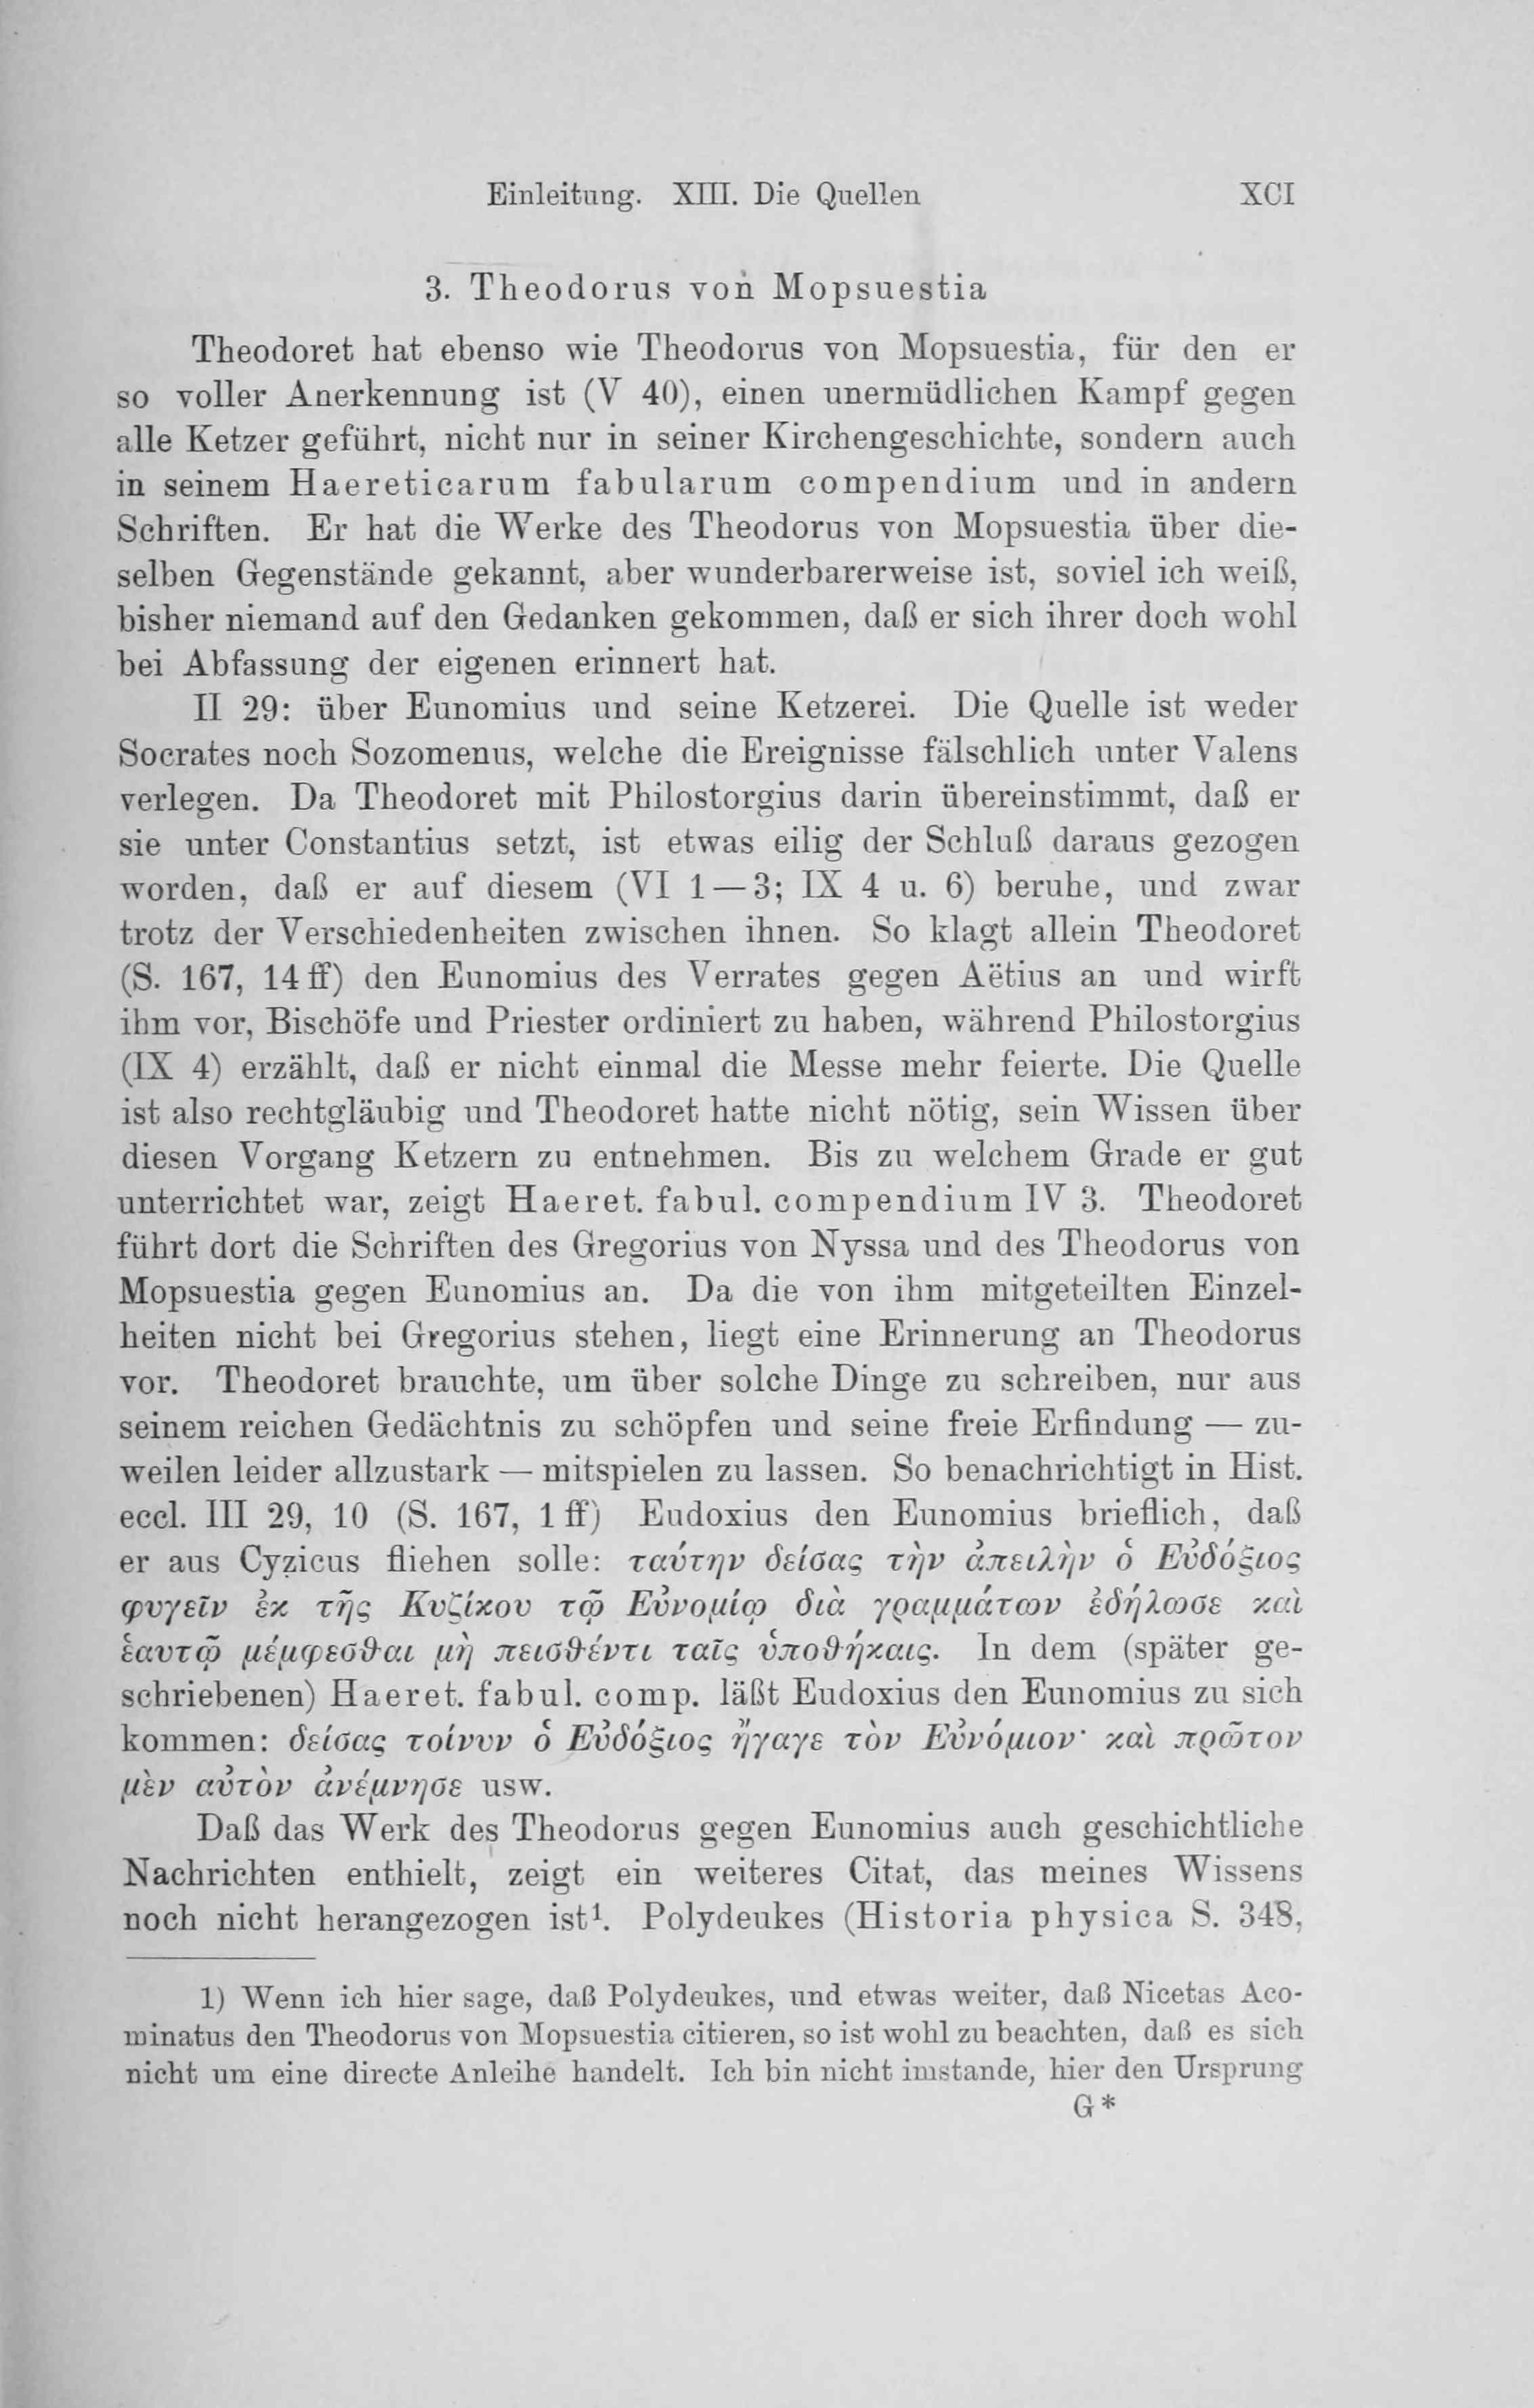 Einleitung. XIII. Die Quellen XCI
3. Theodorus von Mopsuestia
Theodoret hat ebenso wie Theodorus von Mopsuestia, für den er
so voller Anerkennung ist (V 40), einen unermüdlichen Kampf gegen
alle Ketzer geführt, nicht nur in seiner Kirchengeschichte, sondern auch
in seinem Haereticarum fabularum compendium und in andern
Schriften. Er hat die Werke des Theodorus von Mopsuestia über die-
selben Gegenstände gekannt, aber wunderbarerweise ist, soviel ich weiß,
bisher niemand auf den Gedanken gekommen, daß er sich ihrer doch wohl
bei Abfassung der eigenen erinnert hat.
II 29: über Eunomius und seine Ketzerei. Die Quelle ist weder
Socrates noch Sozomenus, welche die Ereignisse fälschlich unter Valens
verlegen. Da Theodoret mit Philostorgius darin übereinstimmt, daß er
sie unter Constantius setzt, ist etwas eilig der Schluß daraus gezogen
worden, daß er auf diesem (VI 1—3; IX 4 u. 6) beruhe, und zwar
trotz der Verschiedenheiten zwischen ihnen. So klagt allein Theodoret
(S. 167, 14 ff) den Eunomius des Verrates gegen Aëtius an und wirft
ihm vor, Bischöfe und Priester ordiniert zu haben, während Philostorgius
(IX 4) erzählt, daß er nicht einmal die Messe mehr feierte. Die Quelle
ist also rechtgläubig und Theodoret hatte nicht nötig, sein Wissen über
diesen Vorgang Ketzern zu entnehmen. Bis zu welchem Grade er gut
unterrichtet war, zeigt Haeret. fabul. compendium IV 3. Theodoret
führt dort die Schriften des Gregorius von Nyssa und des Theodorus von
Mopsuestia gegen Eunomius an. Da die von ihm mitgeteilten Einzel-
heiten nicht bei Gregorius stehen, liegt eine Erinnerung an Theodorus
vor. Theodoret brauchte, um über solche Dinge zu schreiben, nur aus
seinem reichen Gedächtnis zu schöpfen und seine freie Erfindung — zu-
weilen leider allzustark — mitspielen zu lassen. So benachrichtigt in Hist.
eccl. III 29, 10 (S. 167, 1 ff) Eudoxius den Eunomius brieflich, daß
er aus Cyzicus fliehen solle: ταύτην δείσας τὴν ἀπειλὴν ὁ Εὐδόξιος
φυγεῖν ἐκ τῆς Κυζίκου τῷ Εὐνομίῳ διὰ γραμμάτων ἐδήλωσε καὶ
ἑαυτῷ μέμφεσθαι μὴ πεισθέντι ταῖς ὑποθήκαις. In dem (später ge-
schriebenen) Haeret. fabul. comp. läßt Eudoxius den Eunomius zu sich
kommen: δείσας τοίνυν ὁ Εὐδόξιος ἤγαγε τὸν Εὐνόμιον· καὶ πρῶτον
μὲν αὐτὸν ἀνέμνησε usw.
Daß das Werk des Theodorus gegen Eunomius auch geschichtliche
Nachrichten enthielt, zeigt ein weiteres Citat, das meines Wissens
noch nicht herangezogen ist¹. Polydeukes (Historia physica S. 348,
1) Wenn ich hier sage, daß Polydeukes, und etwas weiter, daß Nicetas Aco-
minatus den Theodorus von Mopsuestia citieren, so ist wohl zu beachten, daß es sich
nicht um eine directe Anleihe handelt. Ich bin nicht imstande, hier den Ursprung
G*